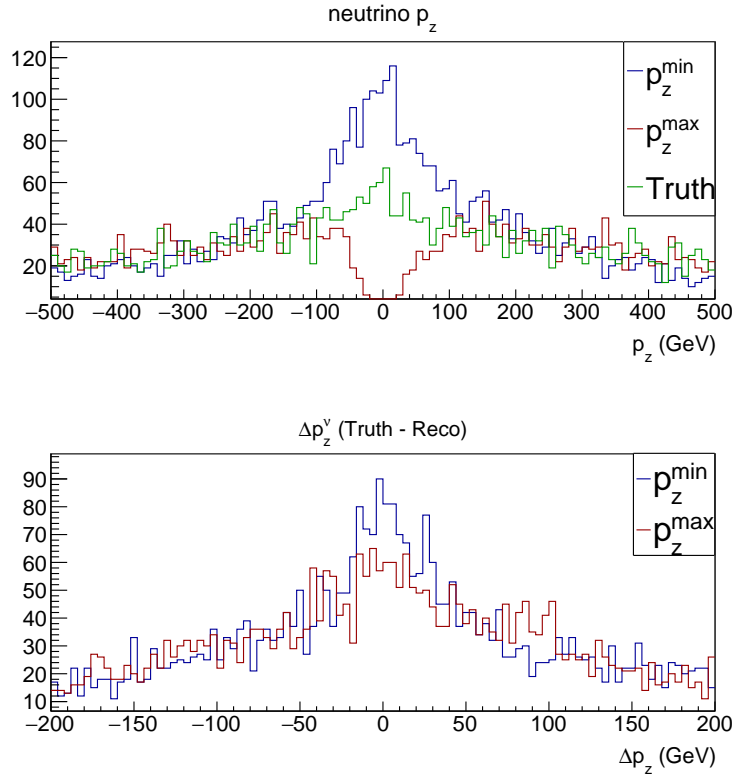 neutrino p_z
120
100
80
60
40
20
p_z^min
p_z^max
Truth
−500 −400 −300 −200 −100 0 100 200 300 400 500
p_z (GeV)
Δp_z^ν (Truth - Reco)
90
80
70
60
50
40
30
20
10
p_z^min
p_z^max
−200 −150 −100 −50 0 50 100 150 200
Δp_z (GeV)